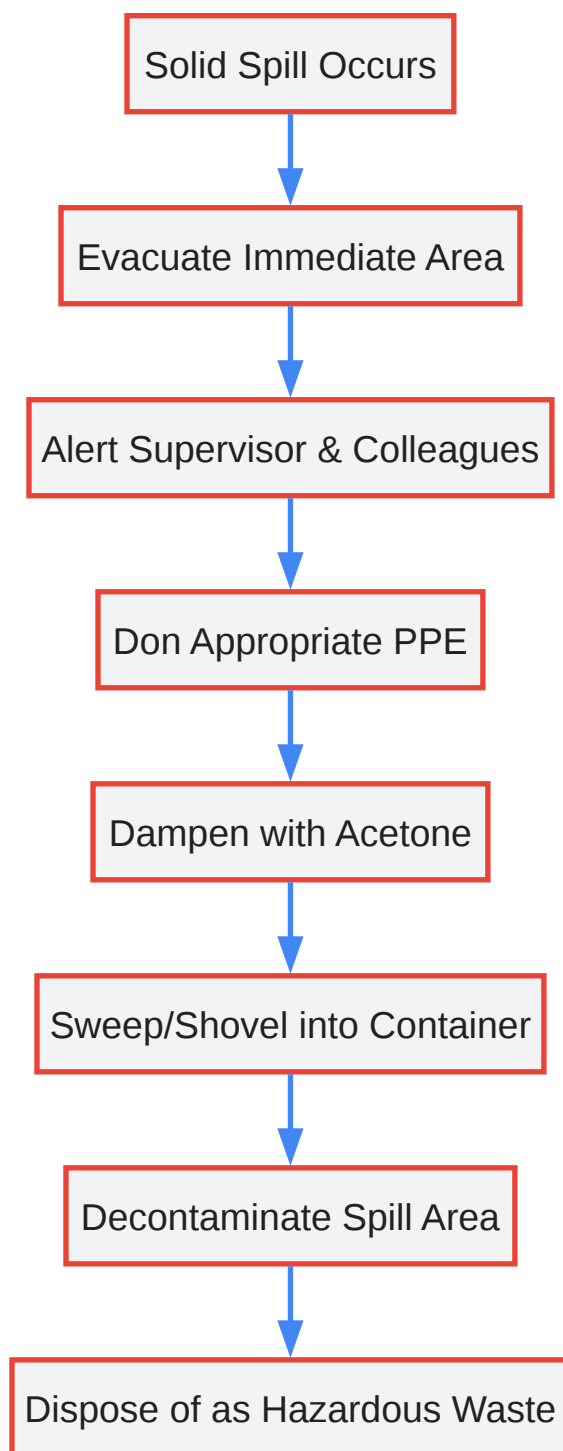 Solid Spill Occurs
Evacuate Immediate Area
Alert Supervisor & Colleagues
Don Appropriate PPE
Dampen with Acetone
Sweep/Shovel into Container
Decontaminate Spill Area
Dispose of as Hazardous Waste